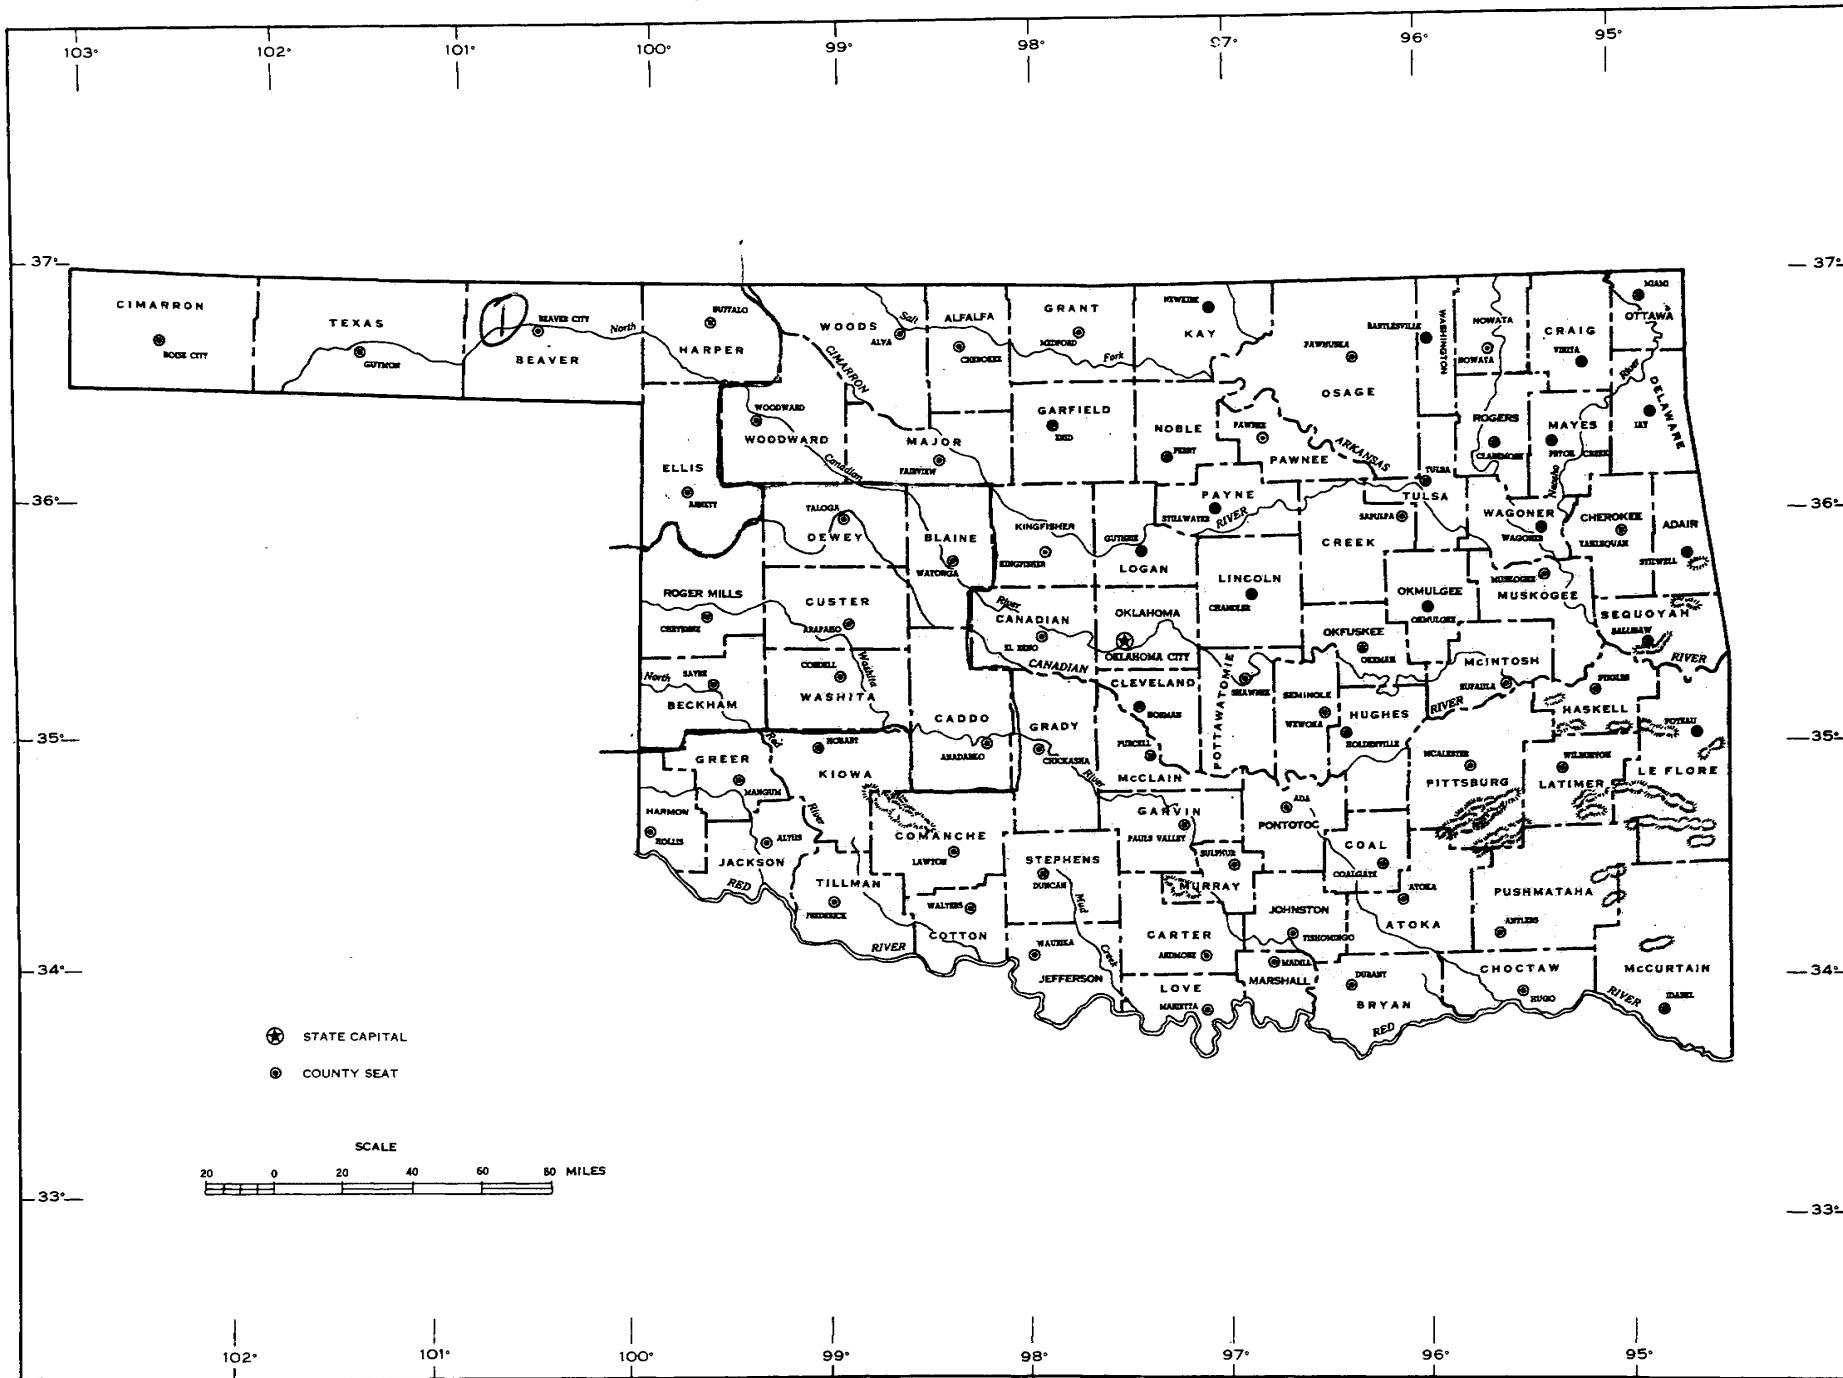 103° 102° 101° 100° 99° 98° 97° 96° 95°
37° 37°
CIMARRON
BOISE CITY
TEXAS
GUYMON
1
BEAVER CITY
BEAVER
North
BUFFALO
HARPER
WOODS
ALVA
CIMARRON
Salt
ALFALFA
CHEROKEE
GRANT
MEDFORD
Fork
NEWKIRK
KAY
PAWHUSKA
OSAGE
BARTLESVILLE
WASHINGTON
NOWATA
NOWATA
CRAIG
VINITA
MIAMI
OTTAWA
River
DELAWARE
JAY
WOODWARD
WOODWARD
Canadian
MAJOR
FAIRVIEW
GARFIELD
ENID
NOBLE
PERRY
PAWNEE
PAWNEE
ARKANSAS
ROGERS
CLAREMORE
MAYES
PRYOR CREEK
Neosho
ELLIS
ARNETT
36° 36°
TALOGA
DEWEY
BLAINE
WATONGA
KINGFISHER
KINGFISHER
GUTHRIE
LOGAN
PAYNE
STILLWATER
RIVER
TULSA
TULSA
SAPULPA
CREEK
WAGONER
WAGONER
CHEROKEE
TAHLEQUAH
ADAIR
STILWELL
ROGER MILLS
CHEYENNE
CUSTER
ARAPAHO
River
CANADIAN
EL RENO
CANADIAN
OKLAHOMA
OKLAHOMA CITY
LINCOLN
CHANDLER
OKMULGEE
OKMULGEE
MUSKOGEE
MUSKOGEE
SEQUOYAH
SALLISAW
RIVER
North
SAYRE
BECKHAM
CORDELL
WASHITA
Washita
CADDO
ANADARKO
GRADY
CHICKASHA
CLEVELAND
NORMAN
PURCELL
McCLAIN
River
POTTAWATOMIE
SHAWNEE
SEMINOLE
WEWOKA
OKFUSKEE
OKEMAH
HUGHES
HOLDENVILLE
RIVER
McINTOSH
EUFAULA
STIGLER
HASKELL
POTEAU
LE FLORE
35° 35°
GREER
MANGUM
Red
HOBART
KIOWA
River
HARMON
HOLLIS
ALTUS
JACKSON
RED
COMANCHE
LAWTON
GARVIN
PAULS VALLEY
ADA
PONTOTOC
MCALESTER
PITTSBURG
WILBURTON
LATIMER
TILLMAN
FREDERICK
RIVER
WALTERS
COTTON
STEPHENS
DUNCAN
Mud
Creek
SULPHUR
MURRAY
COAL
COALGATE
ATOKA
ATOKA
PUSHMATAHA
ANTLERS
JOHNSTON
TISHOMINGO
WAURIKA
JEFFERSON
CARTER
ARDMORE
LOVE
MARIETTA
MADILL
MARSHALL
DURANT
BRYAN
RED
CHOCTAW
HUGO
RIVER
McCURTAIN
IDABEL
34° 34°
STATE CAPITAL
COUNTY SEAT
SCALE
20 0 20 40 60 80 MILES
33° 33°
102° 101° 100° 99° 98° 97° 96° 95°